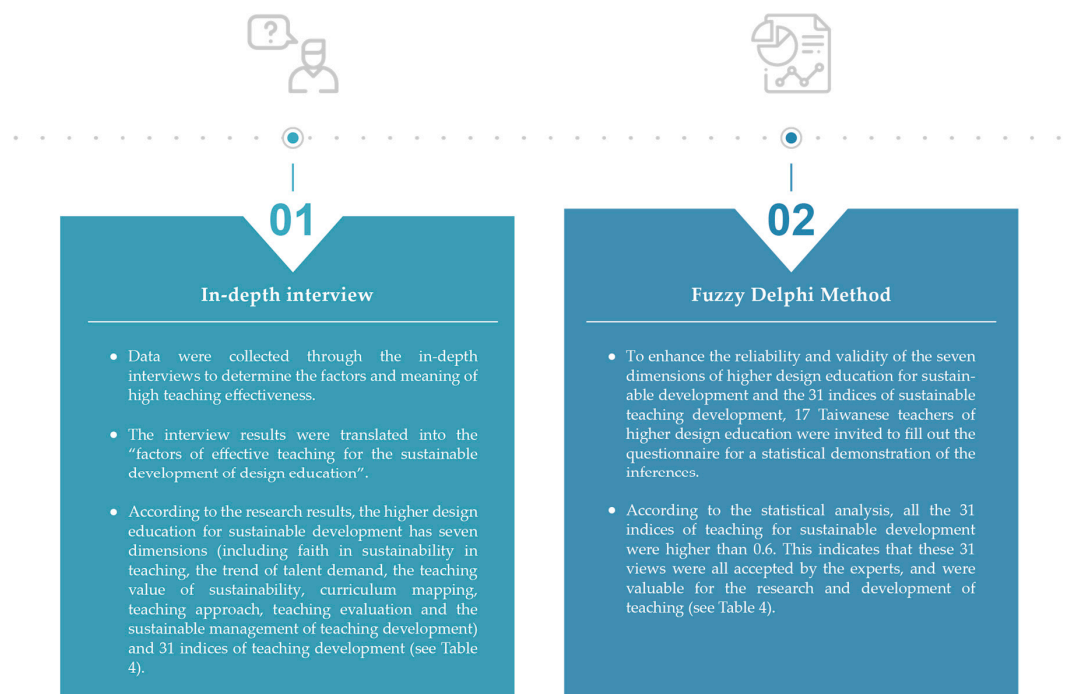 ?
01
In-depth interview
● Data were collected through the in-depth
interviews to determine the factors and meaning of
high teaching effectiveness.
● The interview results were translated into the
“factors of effective teaching for the sustainable
development of design education”.
● According to the research results, the higher design
education for sustainable development has seven
dimensions (including faith in sustainability in
teaching, the trend of talent demand, the teaching
value of sustainability, curriculum mapping,
teaching approach, teaching evaluation and the
sustainable management of teaching development)
and 31 indices of teaching development (see Table
4).
02
Fuzzy Delphi Method
● To enhance the reliability and validity of the seven
dimensions of higher design education for sustain-
able development and the 31 indices of sustainable
teaching development, 17 Taiwanese teachers of
higher design education were invited to fill out the
questionnaire for a statistical demonstration of the
inferences.
● According to the statistical analysis, all the 31
indices of teaching for sustainable development
were higher than 0.6. This indicates that these 31
views were all accepted by the experts, and were
valuable for the research and development of
teaching (see Table 4).